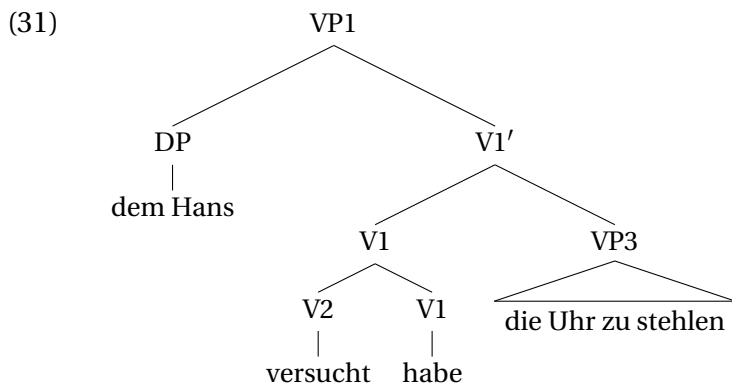 (31) VP1
DP V1′
dem Hans
V1 VP3
V2 V1 die Uhr zu stehlen
versucht habe